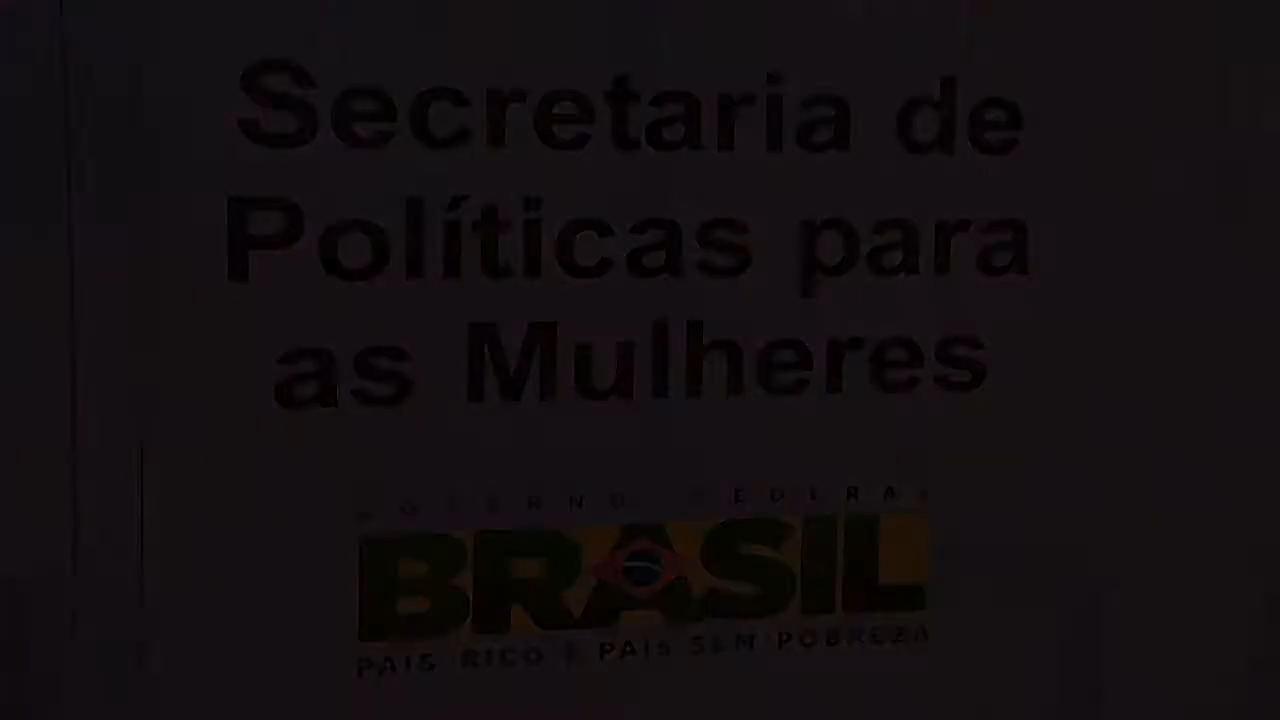 Secretaria de
Políticas para
as Mulheres
GOVERNO FEDERAL
BRASIL
PAÍS RICO É PAÍS SEM POBREZA